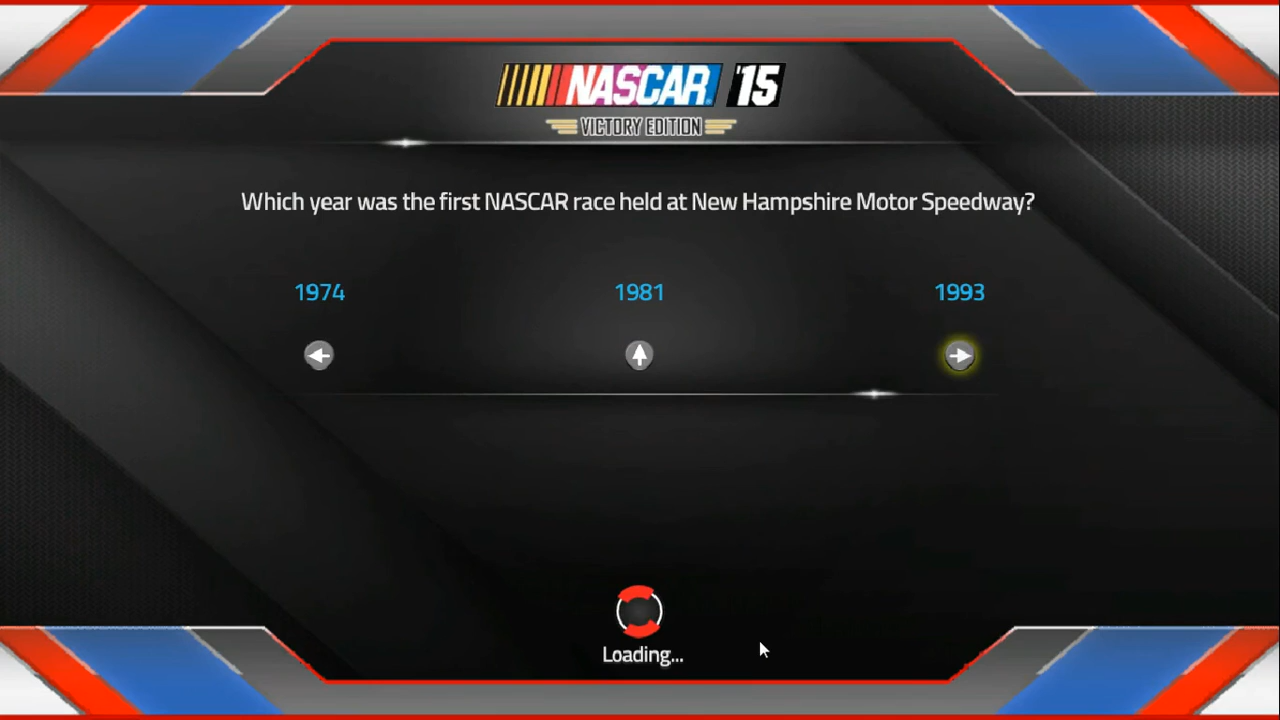 NASCAR '15
VICTORY EDITION
Which year was the first NASCAR race held at New Hampshire Motor Speedway?
1974 1981 1993
Loading...